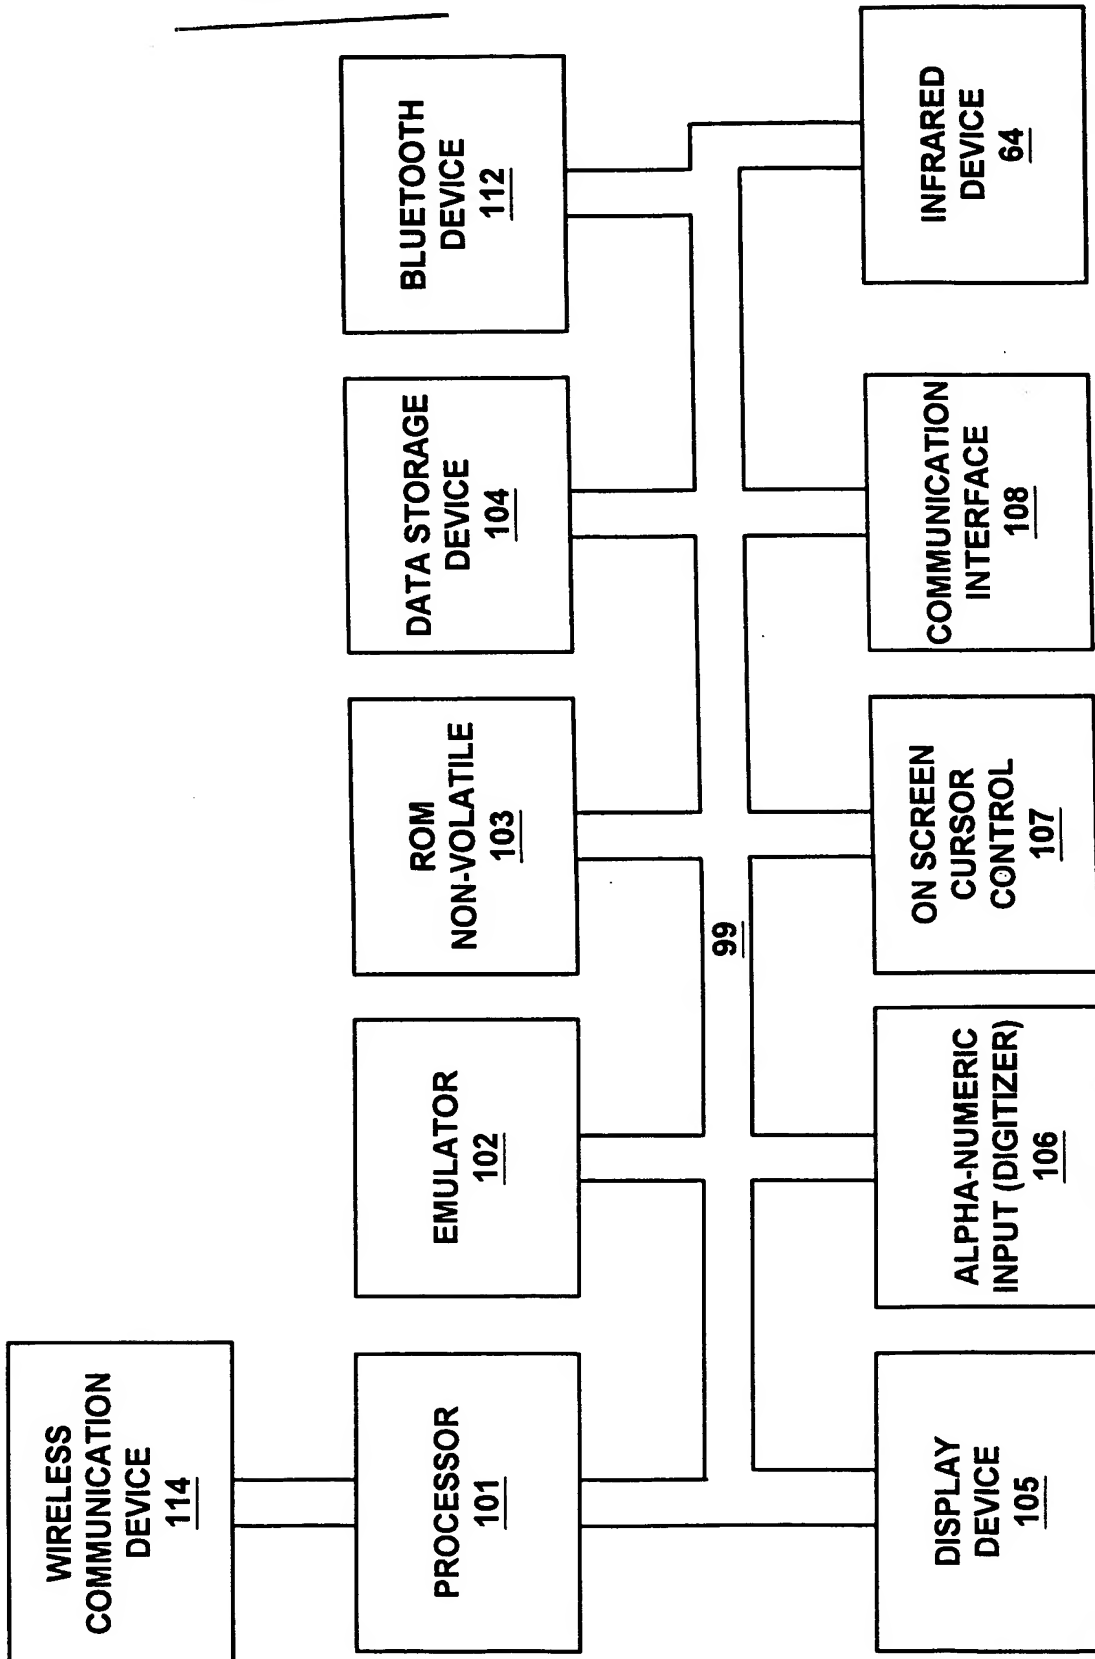 WIRELESS
COMMUNICATION
DEVICE
114
PROCESSOR
101
EMULATOR
102
ROM
NON-VOLATILE
103
DATA STORAGE
DEVICE
104
BLUETOOTH
DEVICE
112
99
DISPLAY
DEVICE
105
ALPHA-NUMERIC
INPUT (DIGITIZER)
106
ON SCREEN
CURSOR
CONTROL
107
COMMUNICATION
INTERFACE
108
INFRARED
DEVICE
64